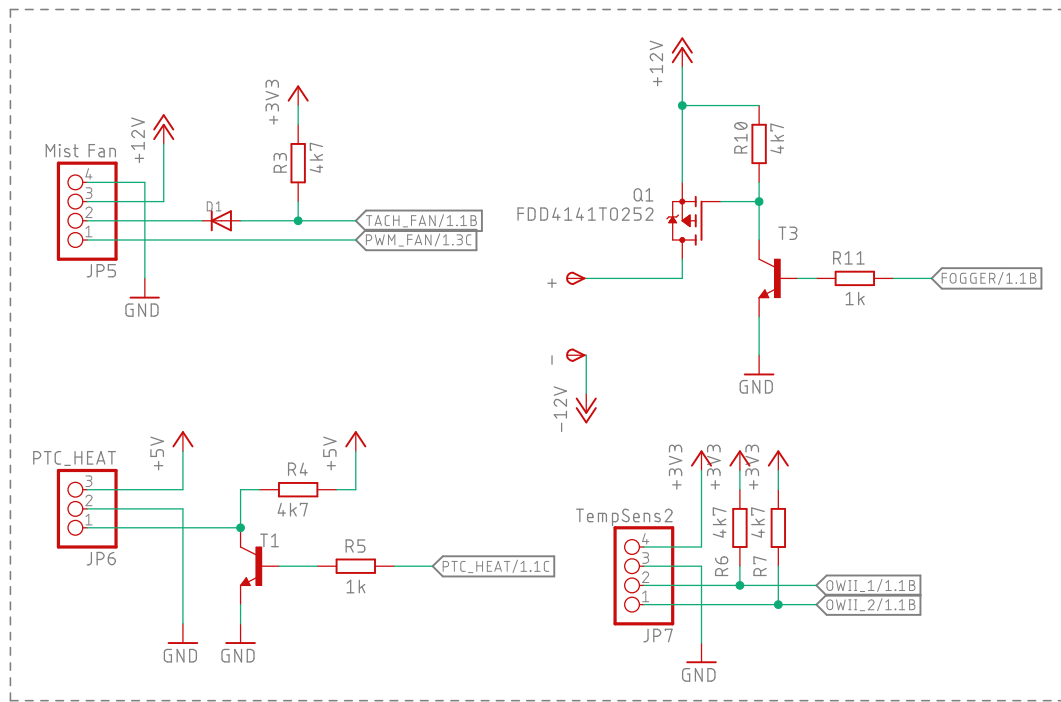 +12V
+3V3
Mist Fan
+12V
R3
4k7
4
3
2
1
D1
TACH_FAN/1.1B
PWM_FAN/1.3C
JP5
GND
R10
4k7
Q1
FDD4141TO252
T3
R11
1k
FOGGER/1.1B
+
-
-12V
GND
PTC_HEAT
+5V
+5V
R4
4k7
3
2
1
JP6
T1
R5
1k
PTC_HEAT/1.1C
GND
GND
+3V3
+3V3
+3V3
TempSens2
4k7
4k7
R6
R7
4
3
2
1
OWII_1/1.1B
OWII_2/1.1B
JP7
GND